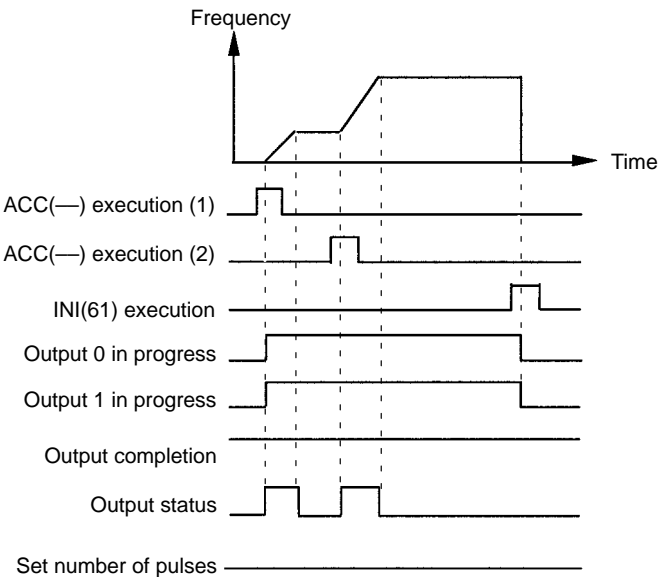 Frequency
Time
ACC(—) execution (1)
ACC(—) execution (2)
INI(61) execution
Output 0 in progress
Output 1 in progress
Output completion
Output status
Set number of pulses